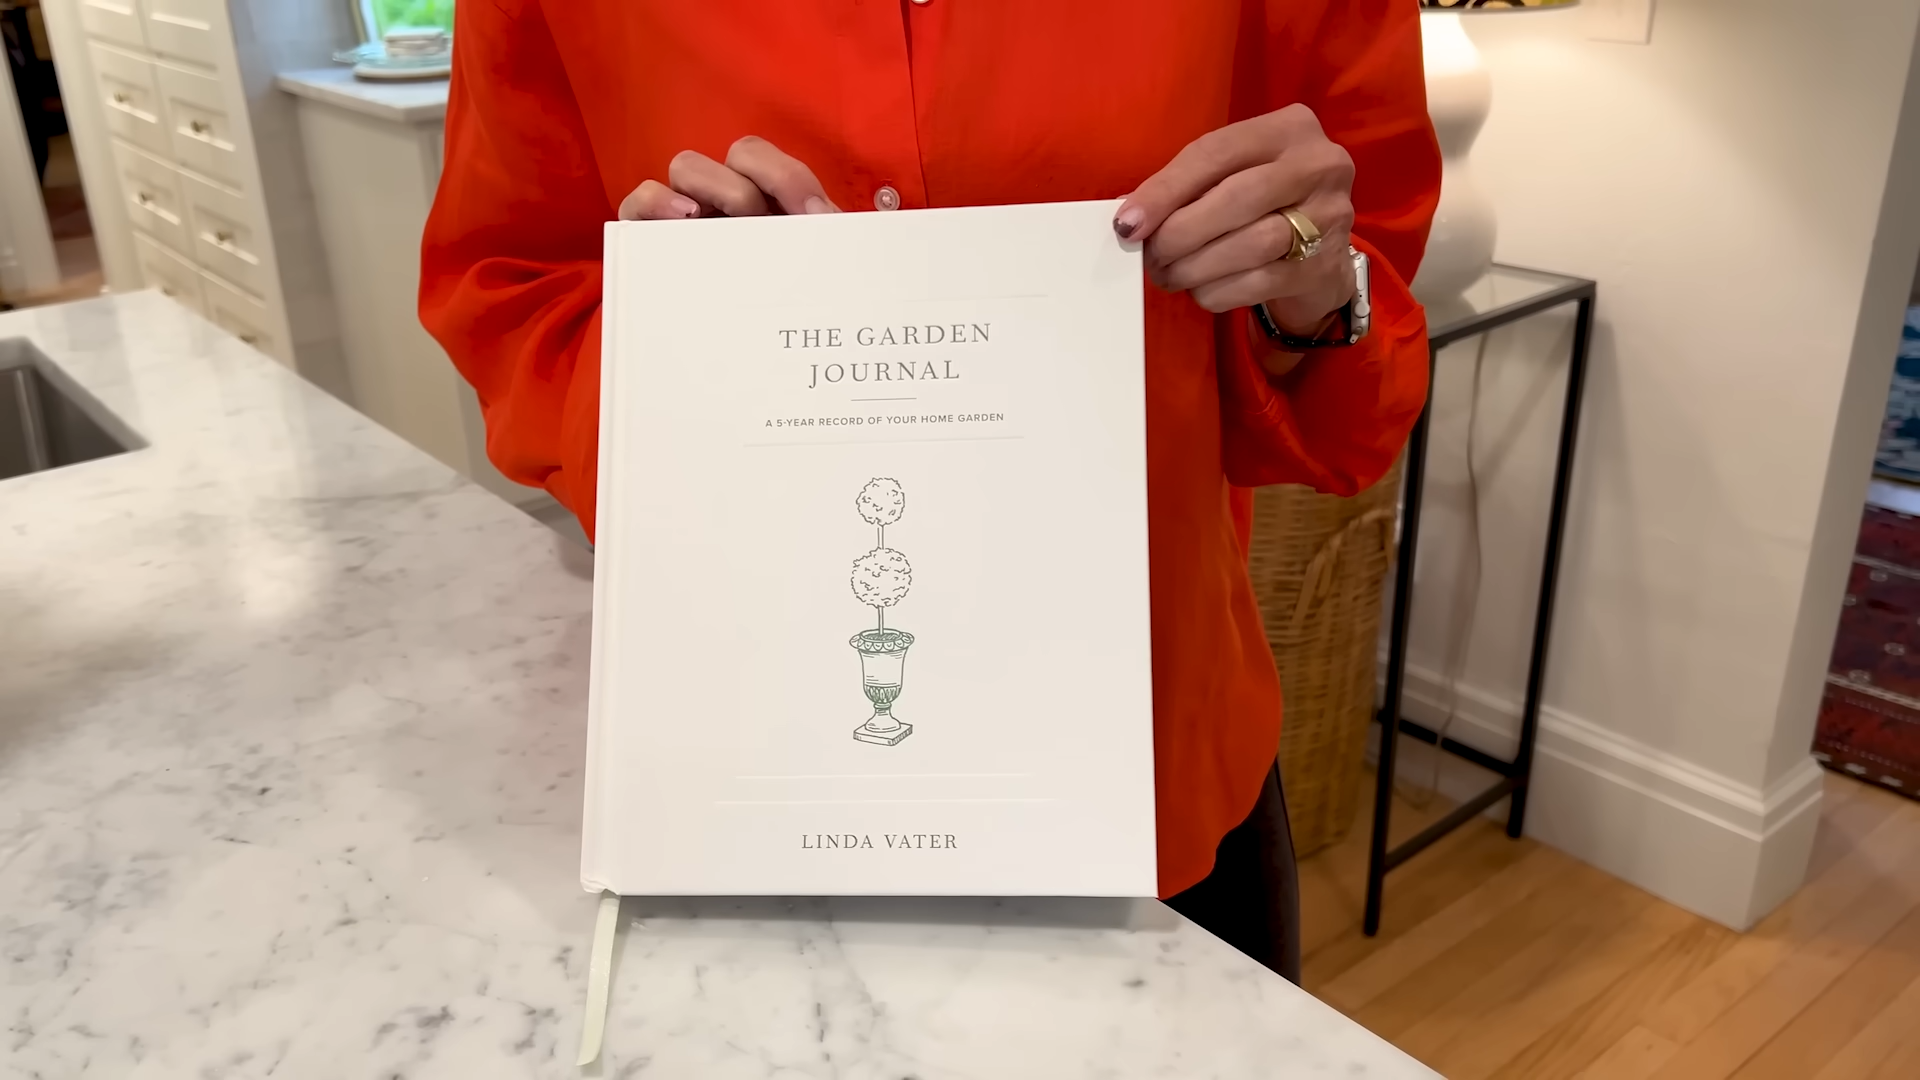 THE GARDEN
JOURNAL
A 5-YEAR RECORD OF YOUR HOME GARDEN
LINDA VATER